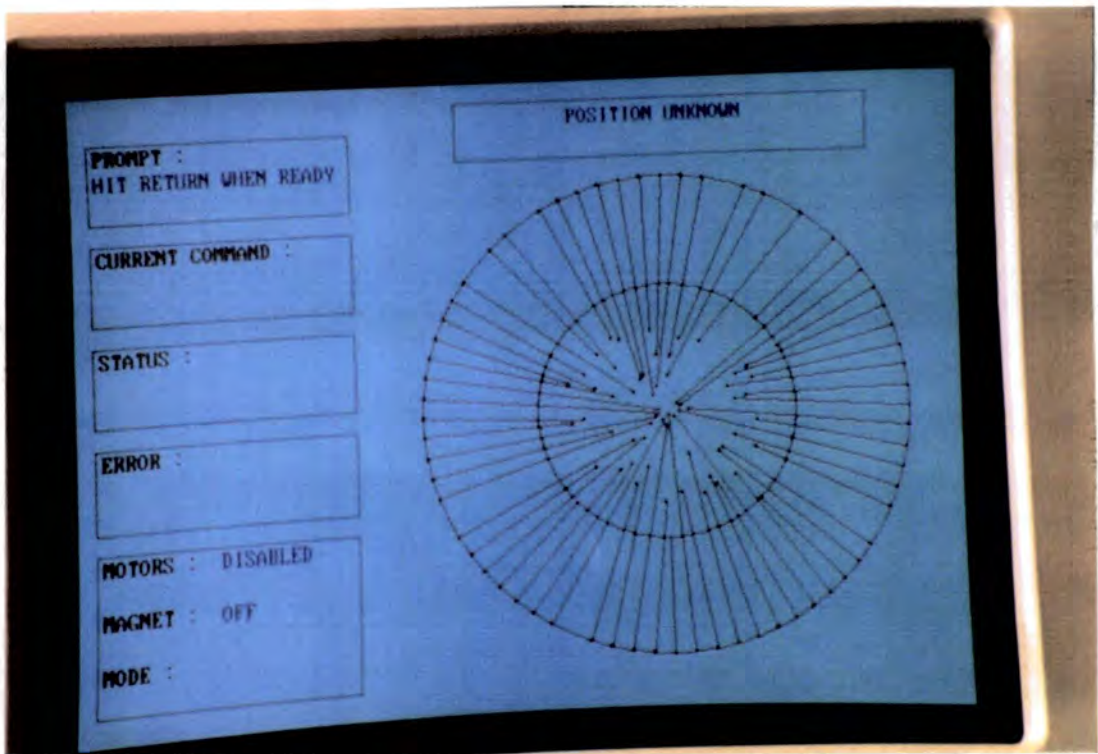 POSITION UNKNOWN
PROMPT :
HIT RETURN WHEN READY
CURRENT COMMAND :
STATUS :
ERROR :
MOTORS : DISABLED
MAGNET : OFF
MODE :